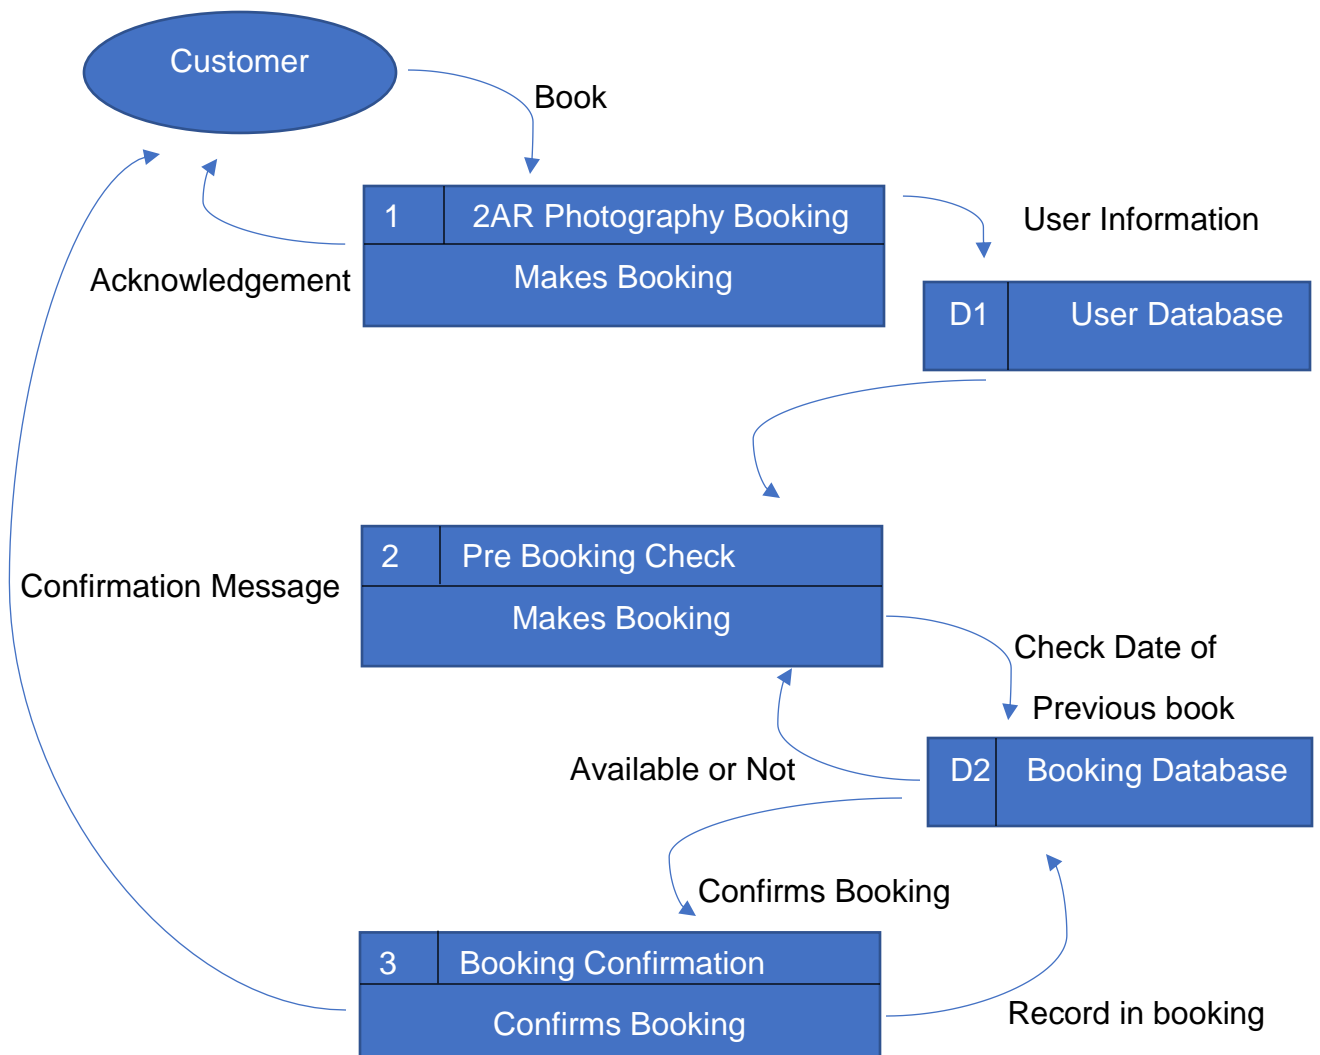 Customer
Book
1 2AR Photography Booking
User Information
Acknowledgement
Makes Booking
D1 User Database
2 Pre Booking Check
Confirmation Message
Makes Booking
Check Date of
Previous book
Available or Not
D2 Booking Database
Confirms Booking
3 Booking Confirmation
Record in booking
Confirms Booking